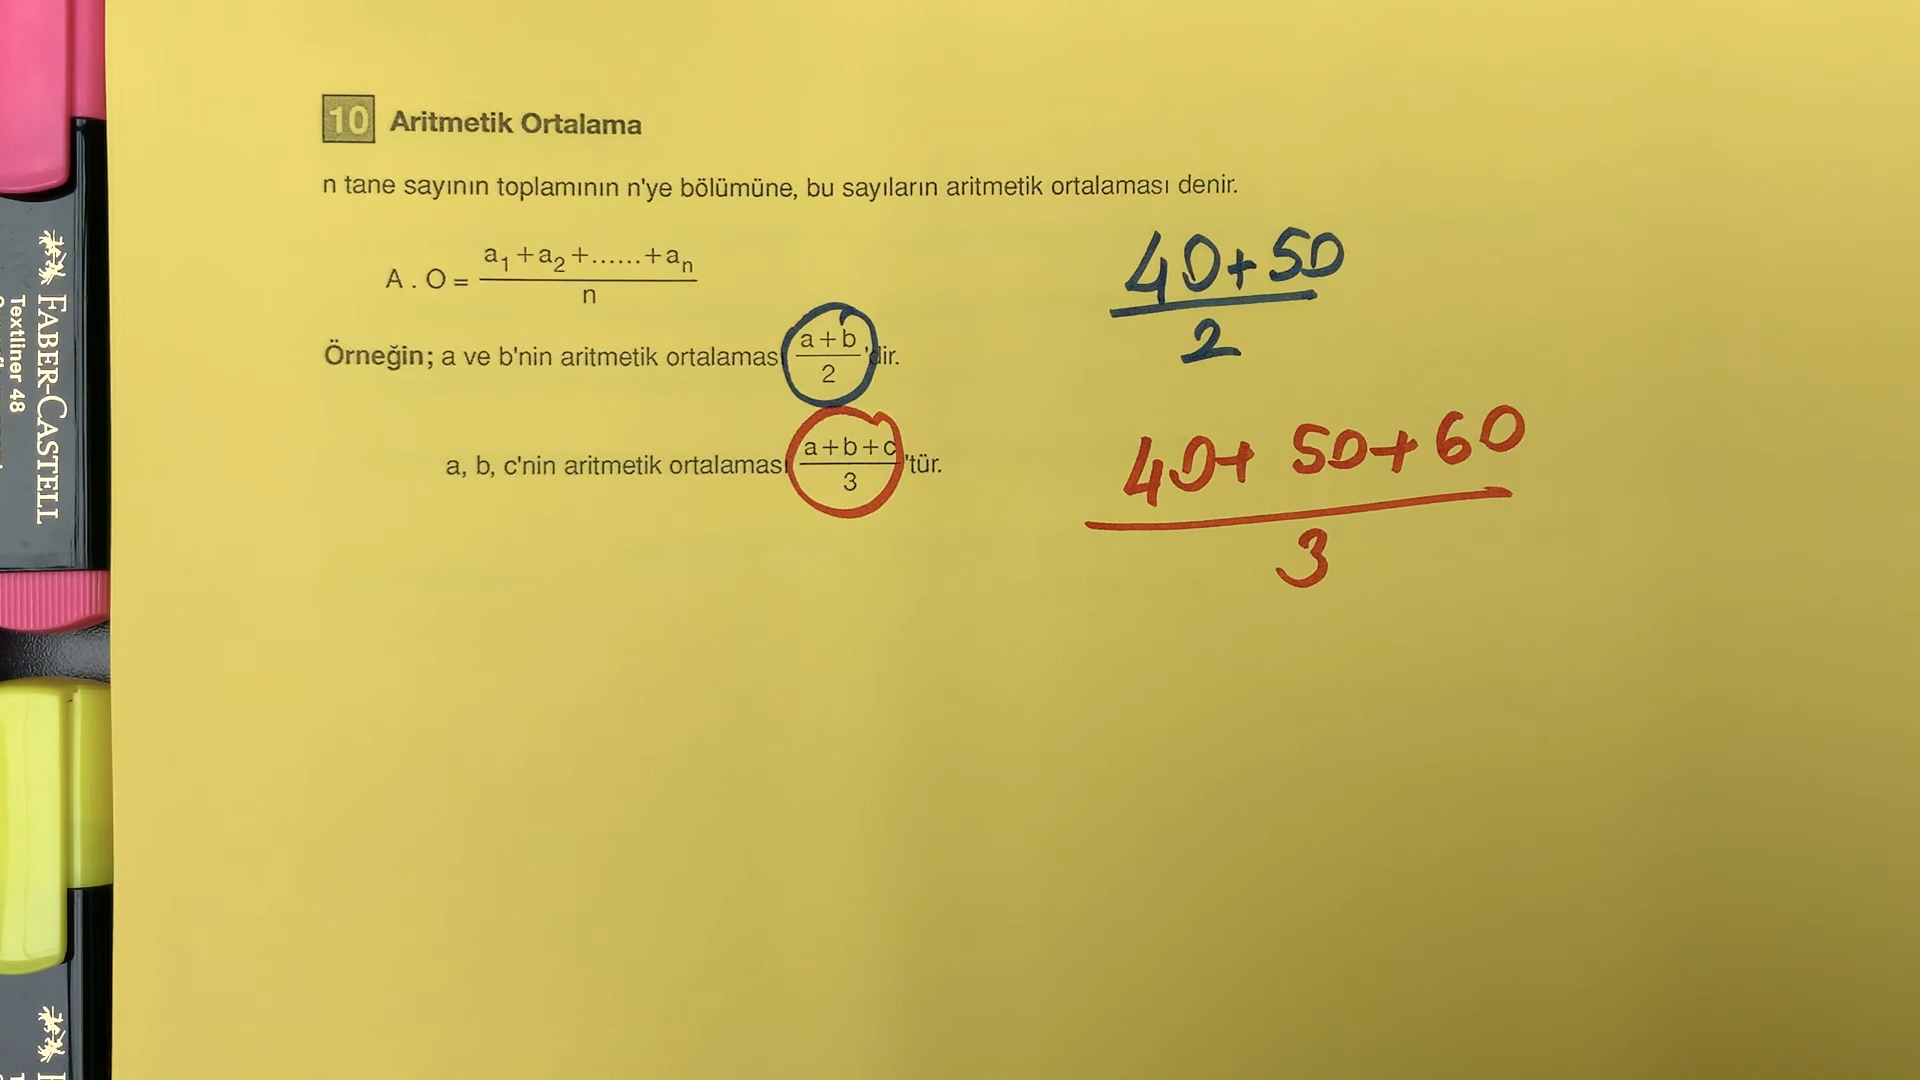 10 Aritmetik Ortalama
n tane sayının toplamının n'ye bölümüne, bu sayıların aritmetik ortalaması denir.
A . O = (a₁ + a₂ + ...... + aₙ) / n
40+50
2
Örneğin; a ve b'nin aritmetik ortalaması (a+b) / 2 'dir.
a, b, c'nin aritmetik ortalaması (a+b+c) / 3 'tür.
40+ 50+60
3
FABER-CASTELL
Textliner 48